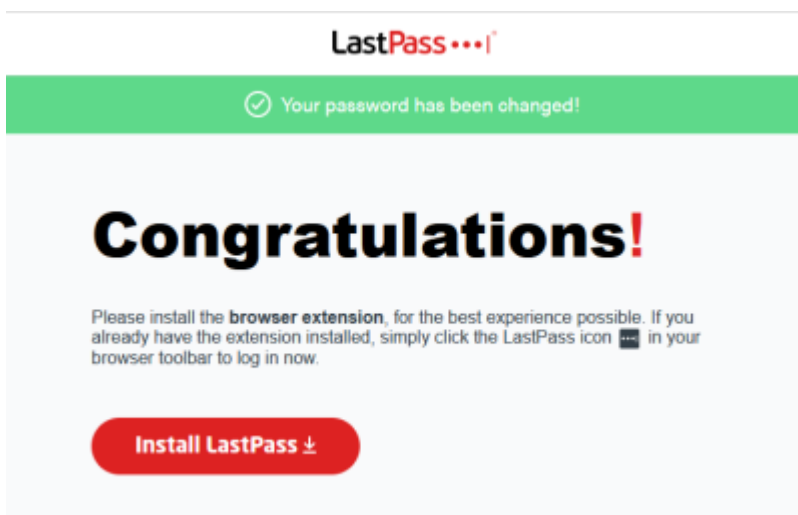 LastPass
Your password has been changed!
Congratulations!
Please install the browser extension, for the best experience possible. If you
already have the extension installed, simply click the LastPass icon in your
browser toolbar to log in now.
Install LastPass